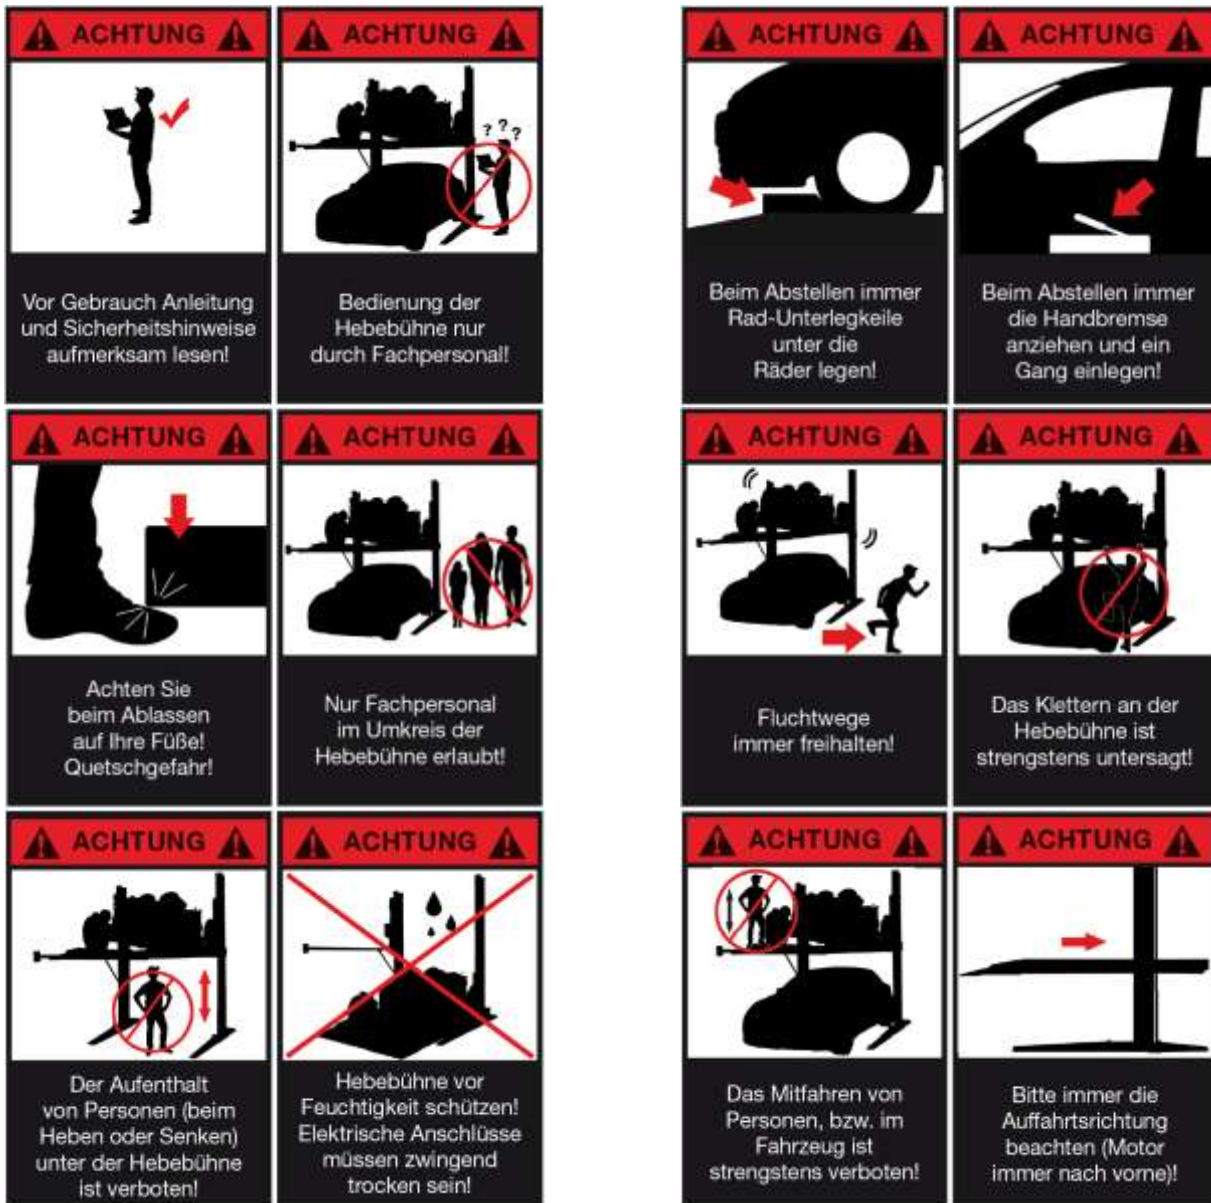 ACHTUNG
Vor Gebrauch Anleitung
und Sicherheitshinweise
aufmerksam lesen!
ACHTUNG
? ? ?
Bedienung der
Hebebühne nur
durch Fachpersonal!
ACHTUNG
Beim Abstellen immer
Rad-Unterlegkeile
unter die
Räder legen!
ACHTUNG
Beim Abstellen immer
die Handbremse
anziehen und ein
Gang einlegen!
ACHTUNG
Achten Sie
beim Ablassen
auf Ihre Füße!
Quetschgefahr!
ACHTUNG
Nur Fachpersonal
im Umkreis der
Hebebühne erlaubt!
ACHTUNG
Fluchtwege
immer freihalten!
ACHTUNG
Das Klettern an der
Hebebühne ist
strengstens untersagt!
ACHTUNG
Der Aufenthalt
von Personen (beim
Heben oder Senken)
unter der Hebebühne
ist verboten!
ACHTUNG
Hebebühne vor
Feuchtigkeit schützen!
Elektrische Anschlüsse
müssen zwingend
trocken sein!
ACHTUNG
Das Mitfahren von
Personen, bzw. im
Fahrzeug ist
strengstens verboten!
ACHTUNG
Bitte immer die
Auffahrtsrichtung
beachten (Motor
immer nach vorne)!